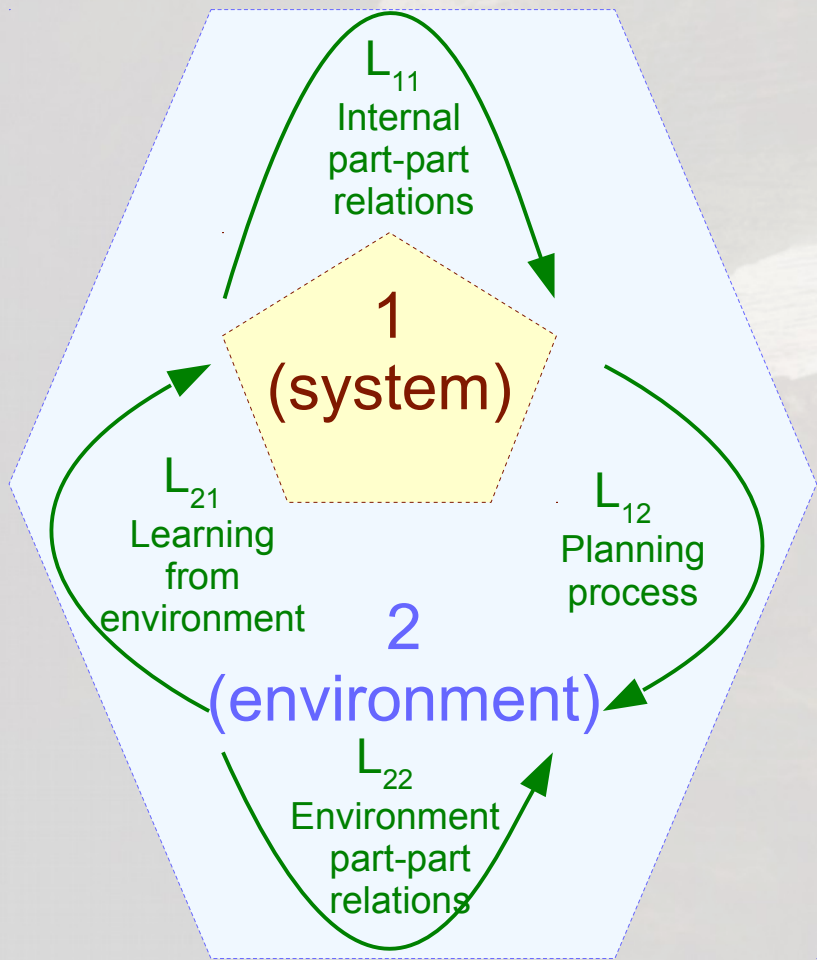 L₁₁
Internal
part-part
relations
1
(system)
L₂₁
Learning
from
environment
L₁₂
Planning
process
2
(environment)
L₂₂
Environment
part-part
relations